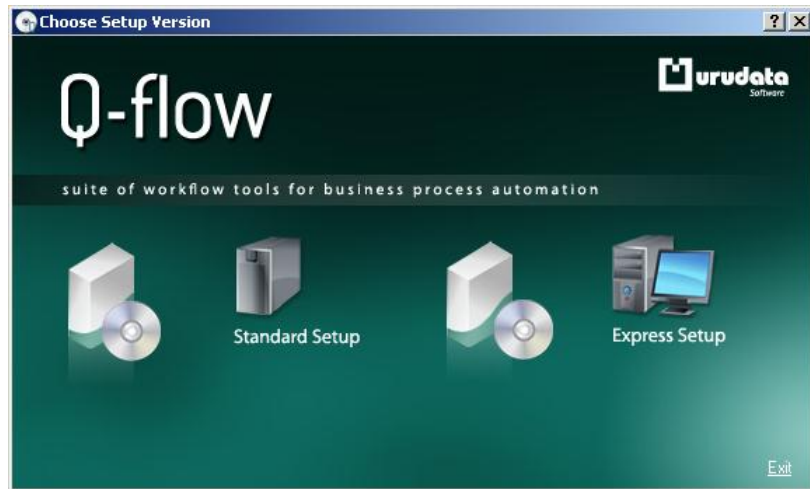 Choose Setup Version
Q-flow
urudata
Software
suite of workflow tools for business process automation
Standard Setup
Express Setup
Exit